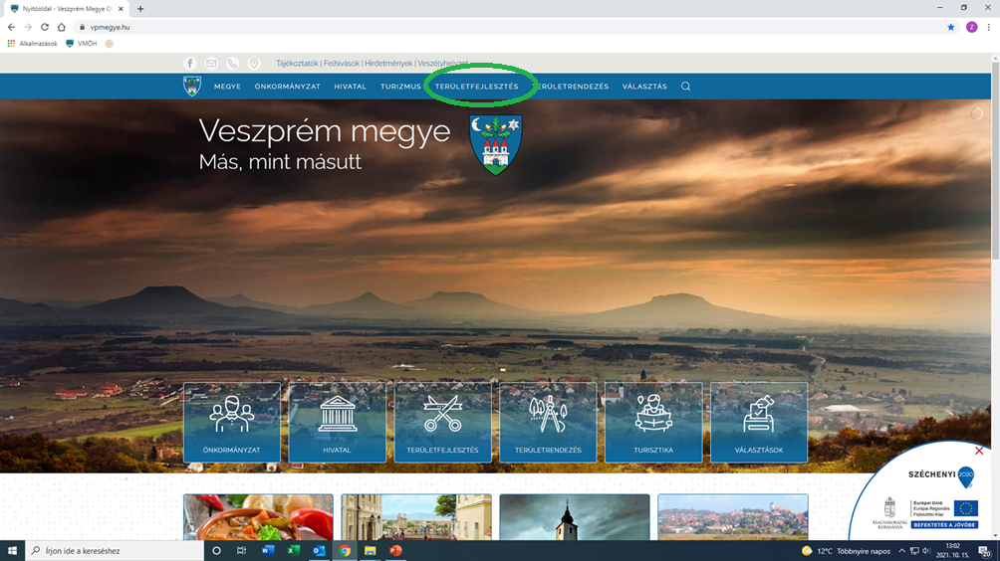 Nyitóoldal - Veszprém Megye Ö
vpmegye.hu
Z
Alkalmazások VMÖH
Tájékoztatók | Felhívások | Hirdetmények | Veszélyhelyzet
MEGYE ÖNKORMÁNYZAT HIVATAL TURIZMUS TERÜLETFEJLESZTÉS TERÜLETRENDEZÉS VÁLASZTÁS
Veszprém megye
Más, mint másutt
ÖNKORMÁNYZAT HIVATAL TERÜLETFEJLESZTÉS TERÜLETRENDEZÉS TURISZTIKA VÁLASZTÁSOK
SZÉCHENYI 2020
MAGYARORSZÁG
KORMÁNYA
Európai Unió
Európai Regionális
Fejlesztési Alap
BEFEKTETÉS A JÖVŐBE
Írjon ide a kereséshez
12°C Többnyire napos
13:02
2021. 10. 15.
20